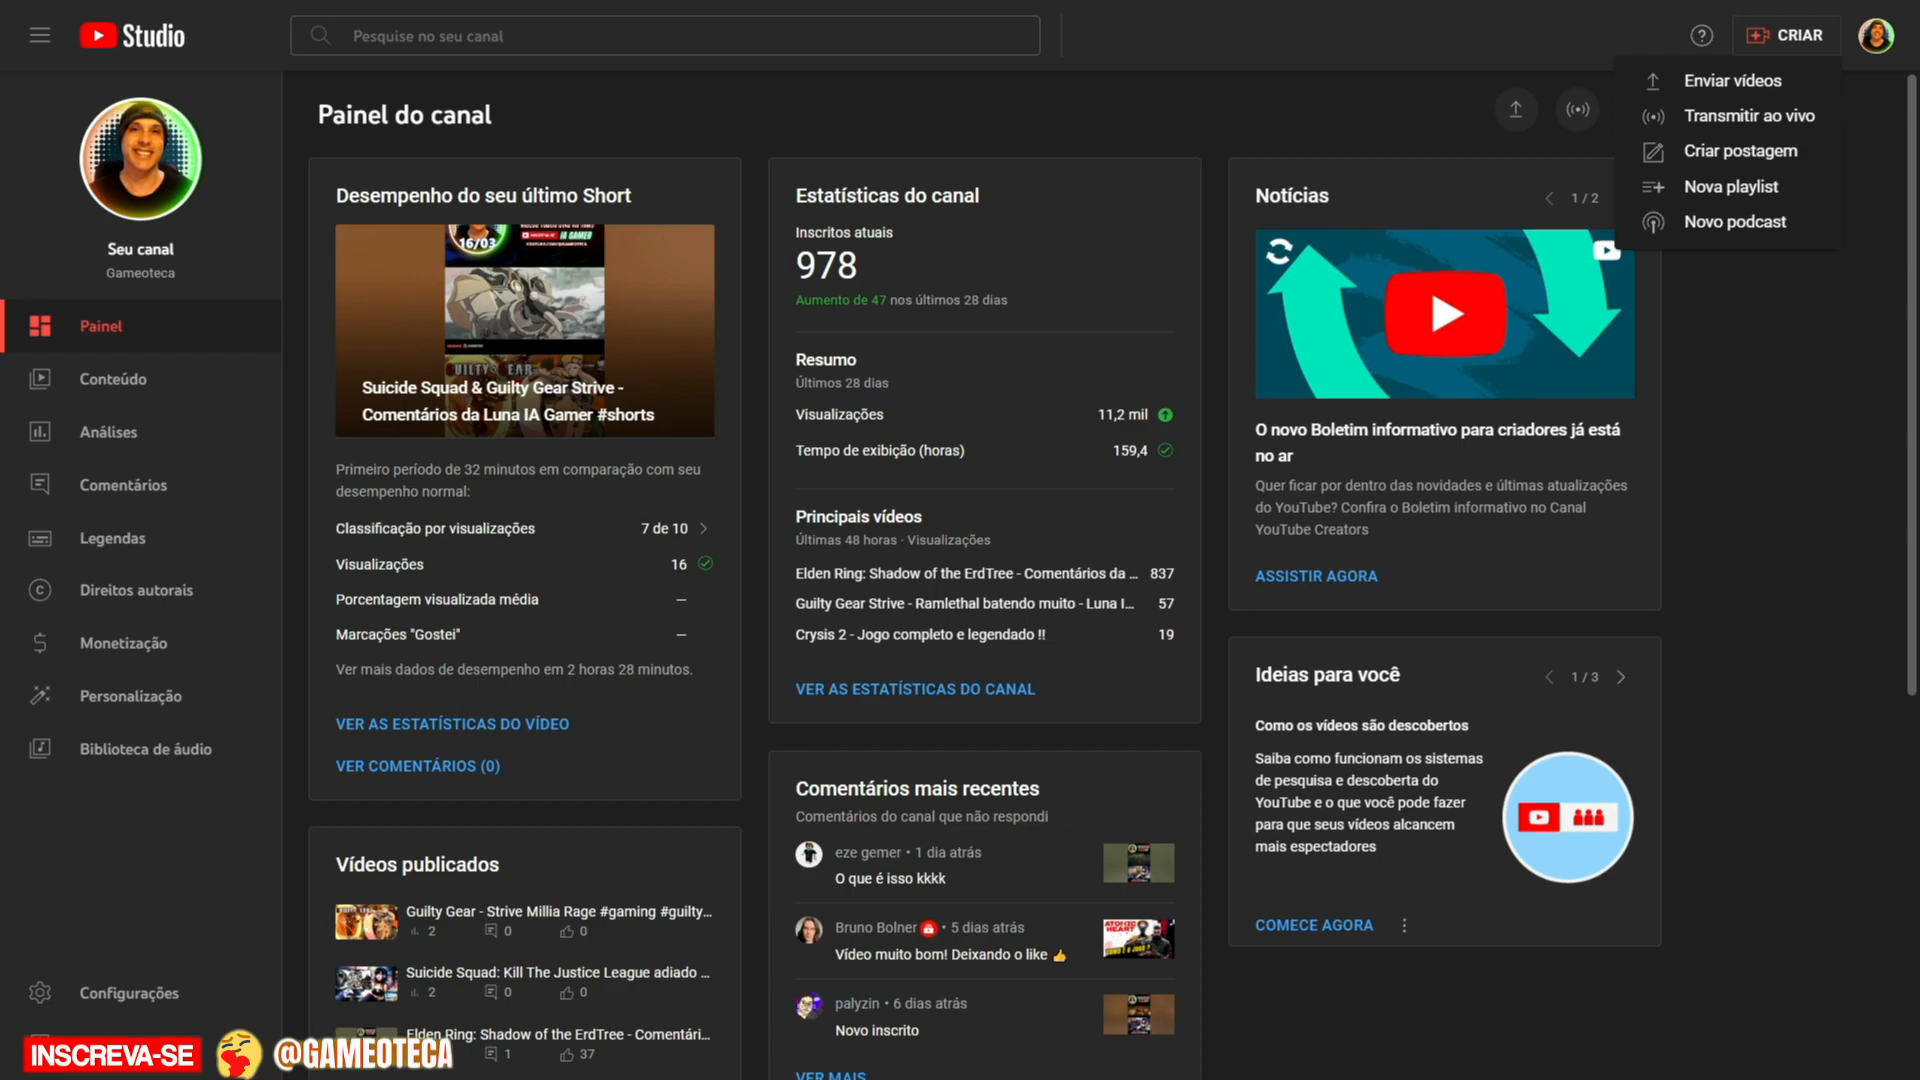 Studio
Pesquise no seu canal
CRIAR
Enviar vídeos
Transmitir ao vivo
Criar postagem
Nova playlist
Novo podcast
Seu canal
Gameoteca
Painel
Conteúdo
Análises
Comentários
Legendas
Direitos autorais
Monetização
Personalização
Biblioteca de áudio
Configurações
Painel do canal
Desempenho do seu último Short
16/03
Suicide Squad & Guilty Gear Strive -
Comentários da Luna IA Gamer #shorts
Primeiro período de 32 minutos em comparação com seu
desempenho normal:
Classificação por visualizações 7 de 10
Visualizações 16
Porcentagem visualizada média —
Marcações "Gostei" —
Ver mais dados de desempenho em 2 horas 28 minutos.
VER AS ESTATÍSTICAS DO VÍDEO
VER COMENTÁRIOS (0)
Vídeos publicados
Guilty Gear - Strive Millia Rage #gaming #guilty...
2 0 0
Suicide Squad: Kill The Justice League adiado ...
2 0 0
Elden Ring: Shadow of the ErdTree - Comentári...
1 37
Estatísticas do canal
Inscritos atuais
978
Aumento de 47 nos últimos 28 dias
Resumo
Últimos 28 dias
Visualizações 11,2 mil
Tempo de exibição (horas) 159,4
Principais vídeos
Últimas 48 horas · Visualizações
Elden Ring: Shadow of the ErdTree - Comentários da ... 837
Guilty Gear Strive - Ramlethal batendo muito - Luna I... 57
Crysis 2 - Jogo completo e legendado !! 19
VER AS ESTATÍSTICAS DO CANAL
Comentários mais recentes
Comentários do canal que não respondi
eze gemer • 1 dia atrás
O que é isso kkkk
Bruno Bolner • 5 dias atrás
Vídeo muito bom! Deixando o like 👍
ATOMIC
HEART
palyzin • 6 dias atrás
Novo inscrito
VER MAIS
Notícias
1 / 2
O novo Boletim informativo para criadores já está
no ar
Quer ficar por dentro das novidades e últimas atualizações
do YouTube? Confira o Boletim informativo no Canal
YouTube Creators
ASSISTIR AGORA
Ideias para você
1 / 3
Como os vídeos são descobertos
Saiba como funcionam os sistemas
de pesquisa e descoberta do
YouTube e o que você pode fazer
para que seus vídeos alcancem
mais espectadores
COMECE AGORA
INSCREVA-SE @GAMEOTECA